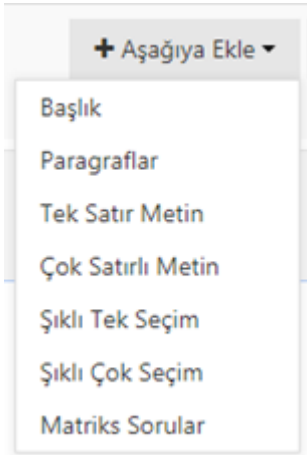 + Aşağıya Ekle
Başlık
Paragraflar
Tek Satır Metin
Çok Satırlı Metin
Şıklı Tek Seçim
Şıklı Çok Seçim
Matriks Sorular